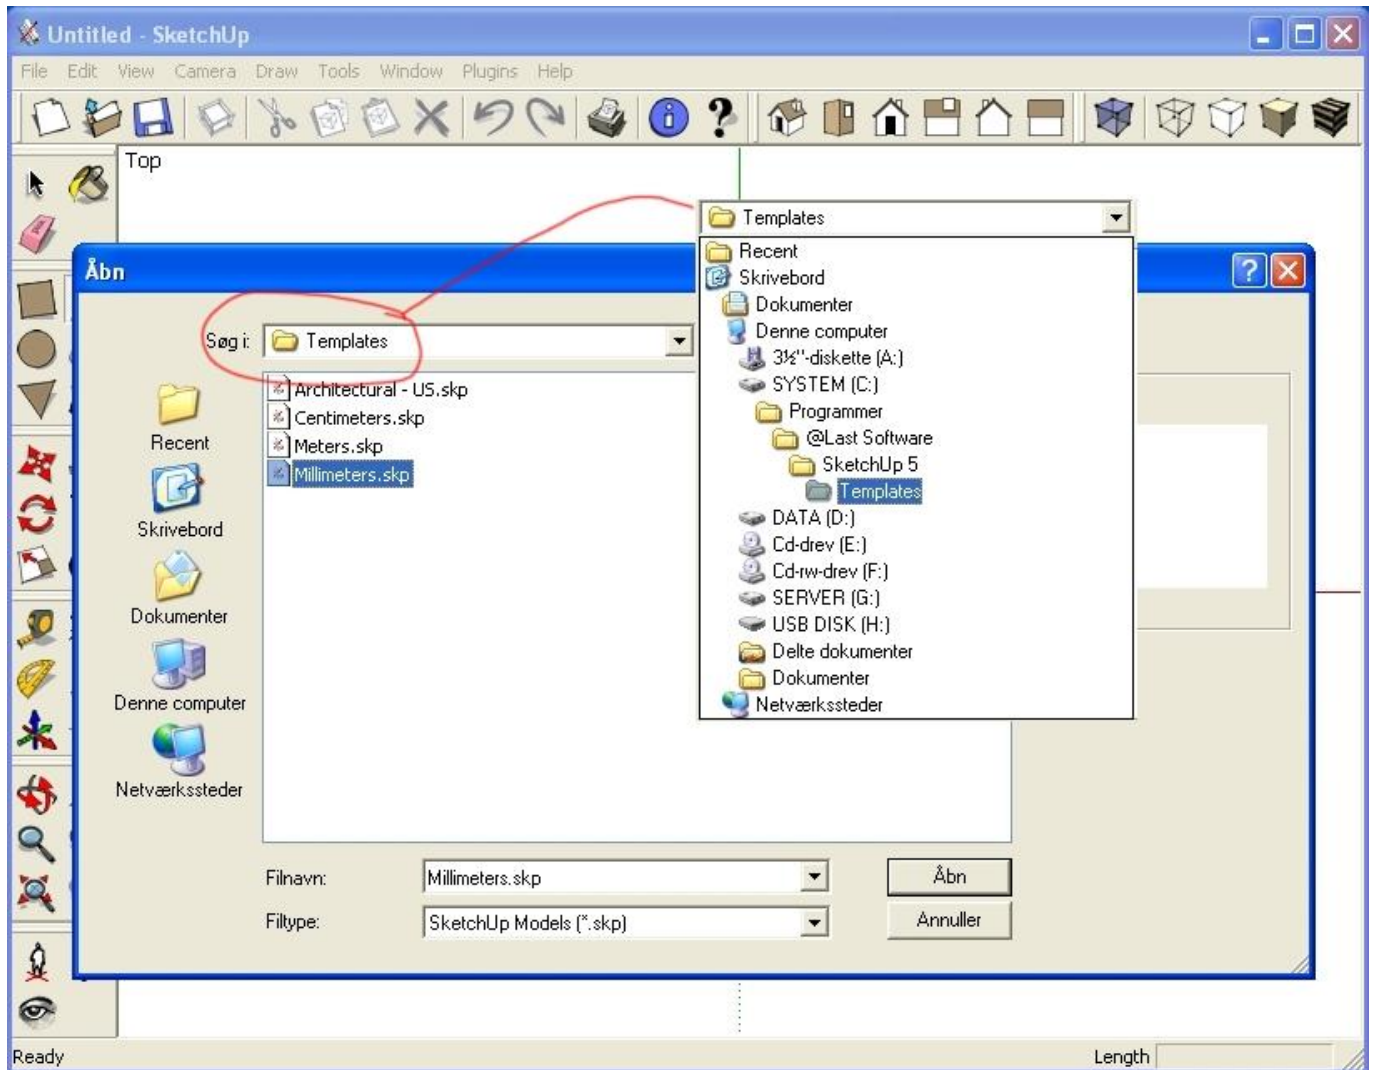 Untitled - SketchUp
File Edit View Camera Draw Tools Window Plugins Help
Top
Templates
Recent
Skrivebord
Dokumenter
Denne computer
3½"-diskette (A:)
SYSTEM (C:)
Programmer
@Last Software
SketchUp 5
Templates
DATA (D:)
Cd-drev (E:)
Cd-rw-drev (F:)
SERVER (G:)
USB DISK (H:)
Delte dokumenter
Dokumenter
Netværkssteder
Åbn
Søg i: Templates
Architectural - US.skp
Centimeters.skp
Meters.skp
Millimeters.skp
Recent
Skrivebord
Dokumenter
Denne computer
Netværkssteder
Filnavn: Millimeters.skp Åbn
Filtype: SketchUp Models (*.skp) Annuller
Ready Length